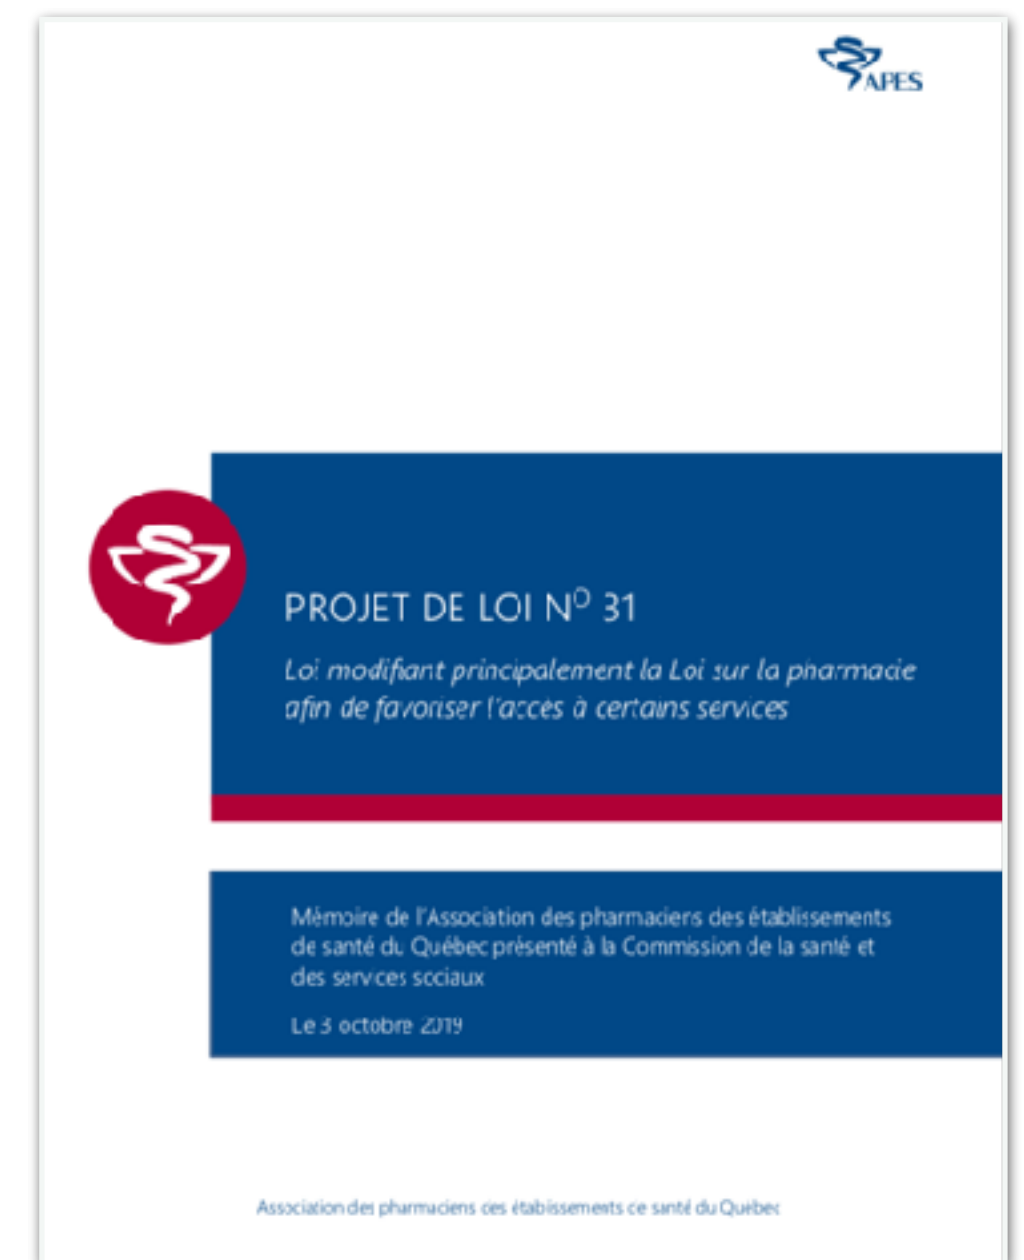 APES
PROJET DE LOI Nº 31
Loi modifiant principalement la Loi sur la pharmacie
afin de favoriser l'accès à certains services
Mémoire de l'Association des pharmaciens des établissements
de santé du Québec présenté à la Commission de la santé et
des services sociaux
Le 3 octobre 2019
Association des pharmaciens des établissements de santé du Québec